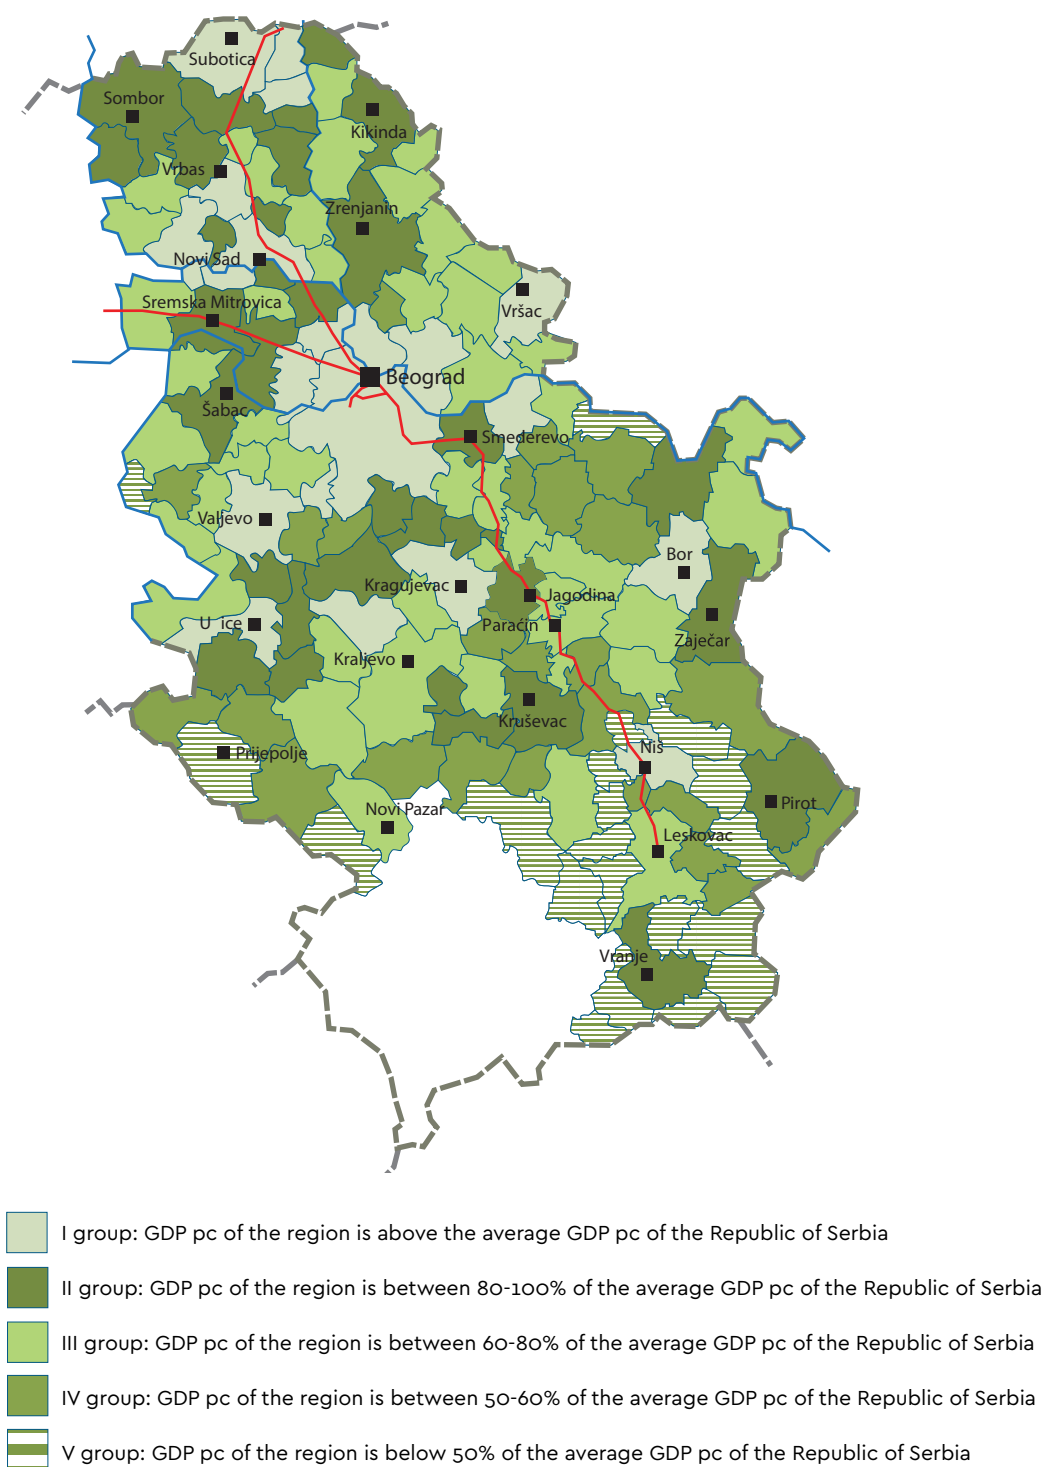 Subotica
Sombor
Kikinda
Vrbas
Zrenjanin
Novi Sad
Vršac
Sremska Mitrovica
Beograd
Šabac
Smederevo
Valjevo
Bor
Kragujevac
Jagodina
U ice
Paraćin
Zaječar
Kraljevo
Kruševac
Prijepolje
Niš
Novi Pazar
Pirot
Leskovac
Vranje
I group: GDP pc of the region is above the average GDP pc of the Republic of Serbia
II group: GDP pc of the region is between 80-100% of the average GDP pc of the Republic of Serbia
III group: GDP pc of the region is between 60-80% of the average GDP pc of the Republic of Serbia
IV group: GDP pc of the region is between 50-60% of the average GDP pc of the Republic of Serbia
V group: GDP pc of the region is below 50% of the average GDP pc of the Republic of Serbia